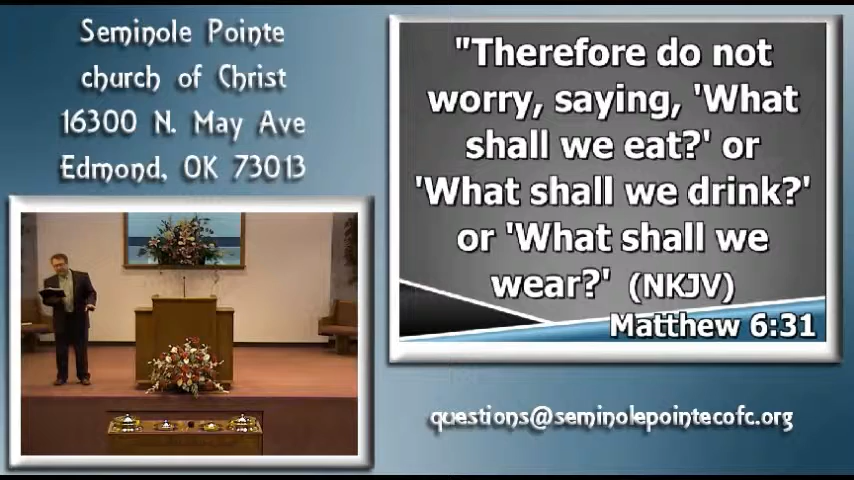 Seminole Pointe
church of Christ
16300 N. May Ave
Edmond, OK 73013
"Therefore do not
worry, saying, 'What
shall we eat?' or
'What shall we drink?'
or 'What shall we
wear?' (NKJV)
Matthew 6:31
questions@seminolepointecofc.org